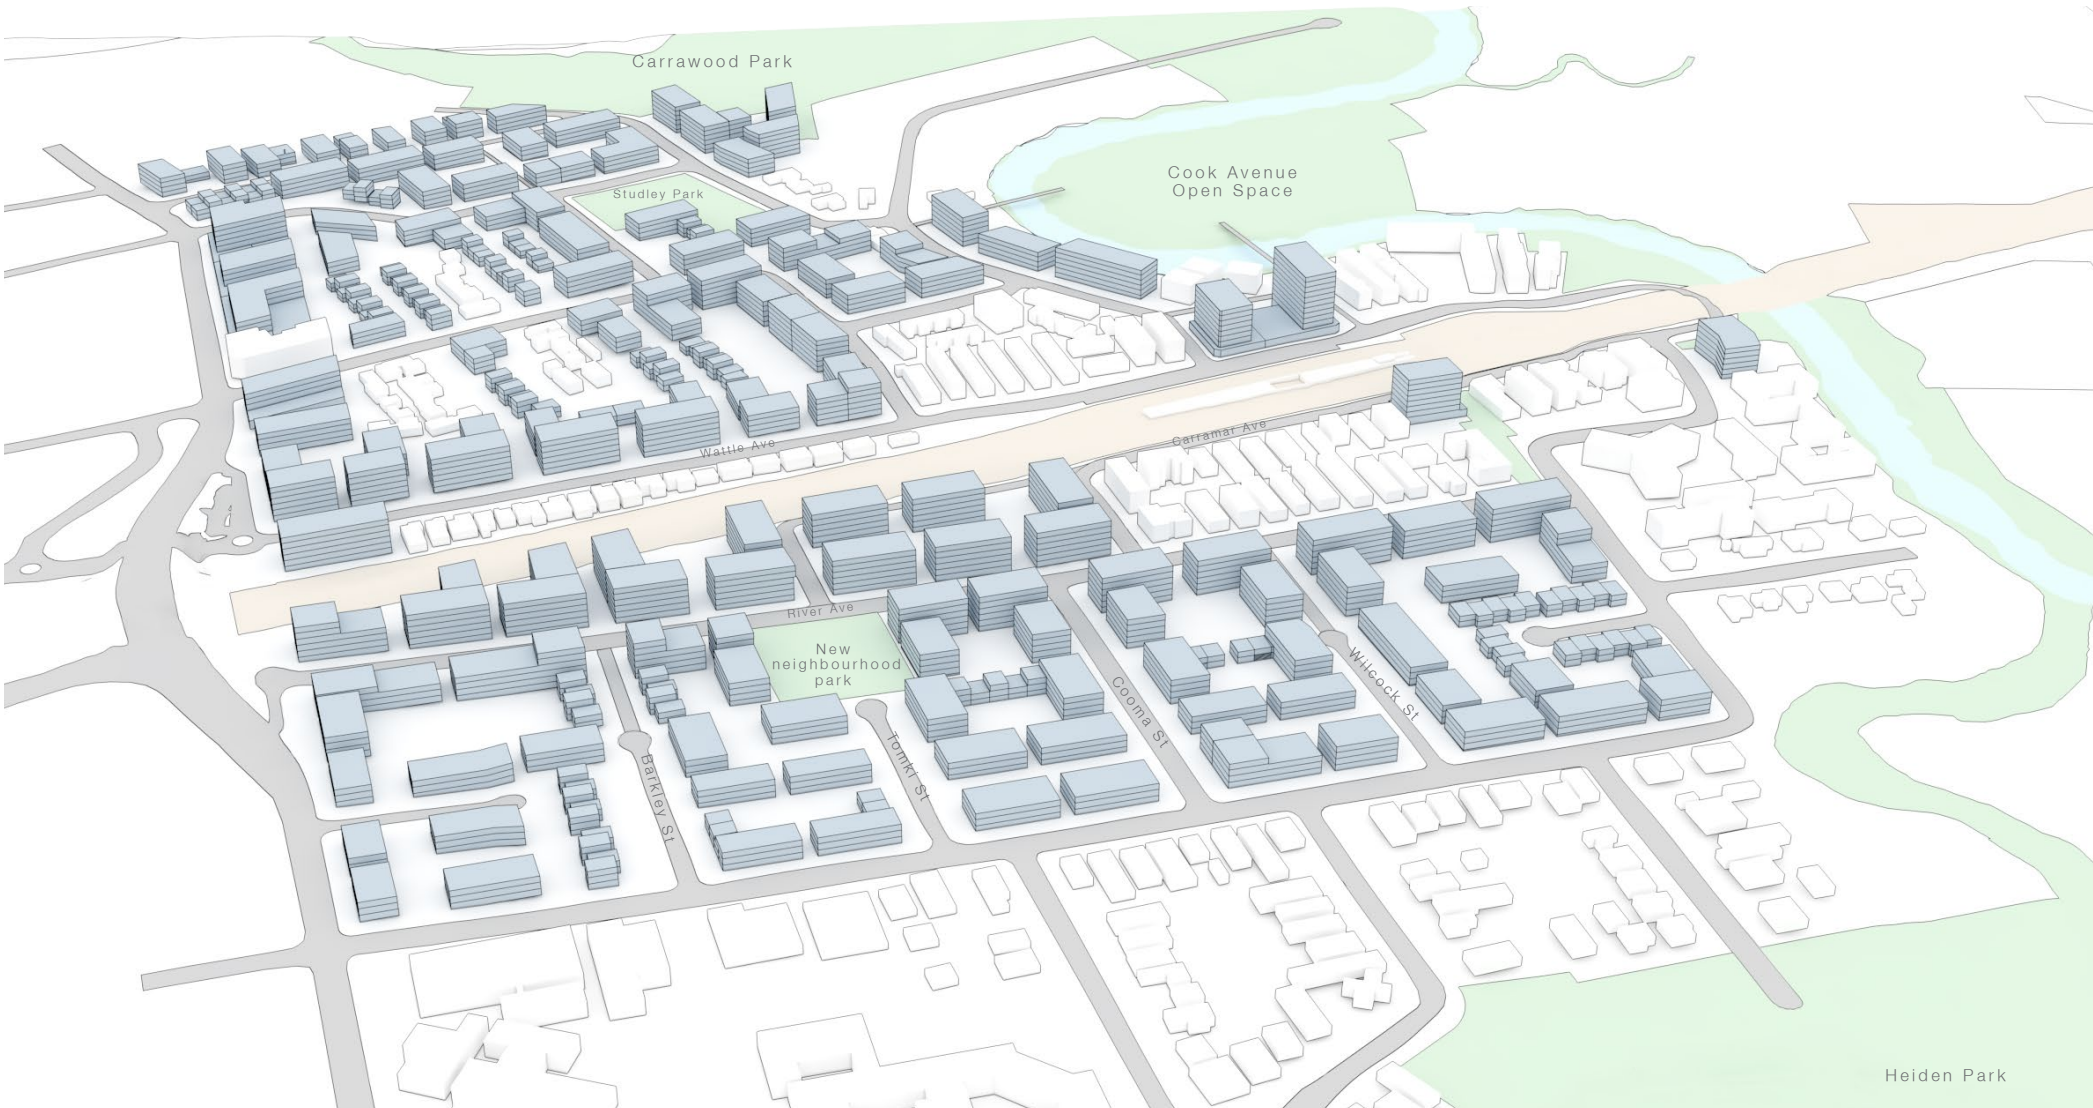 Carrawood Park
Cook Avenue
Open Space
Studley Park
Wattle Ave
Carramar Ave
River Ave
New
neighbourhood
park
Wilcock St
Cooma St
Tomki St
Barkley St
Heiden Park